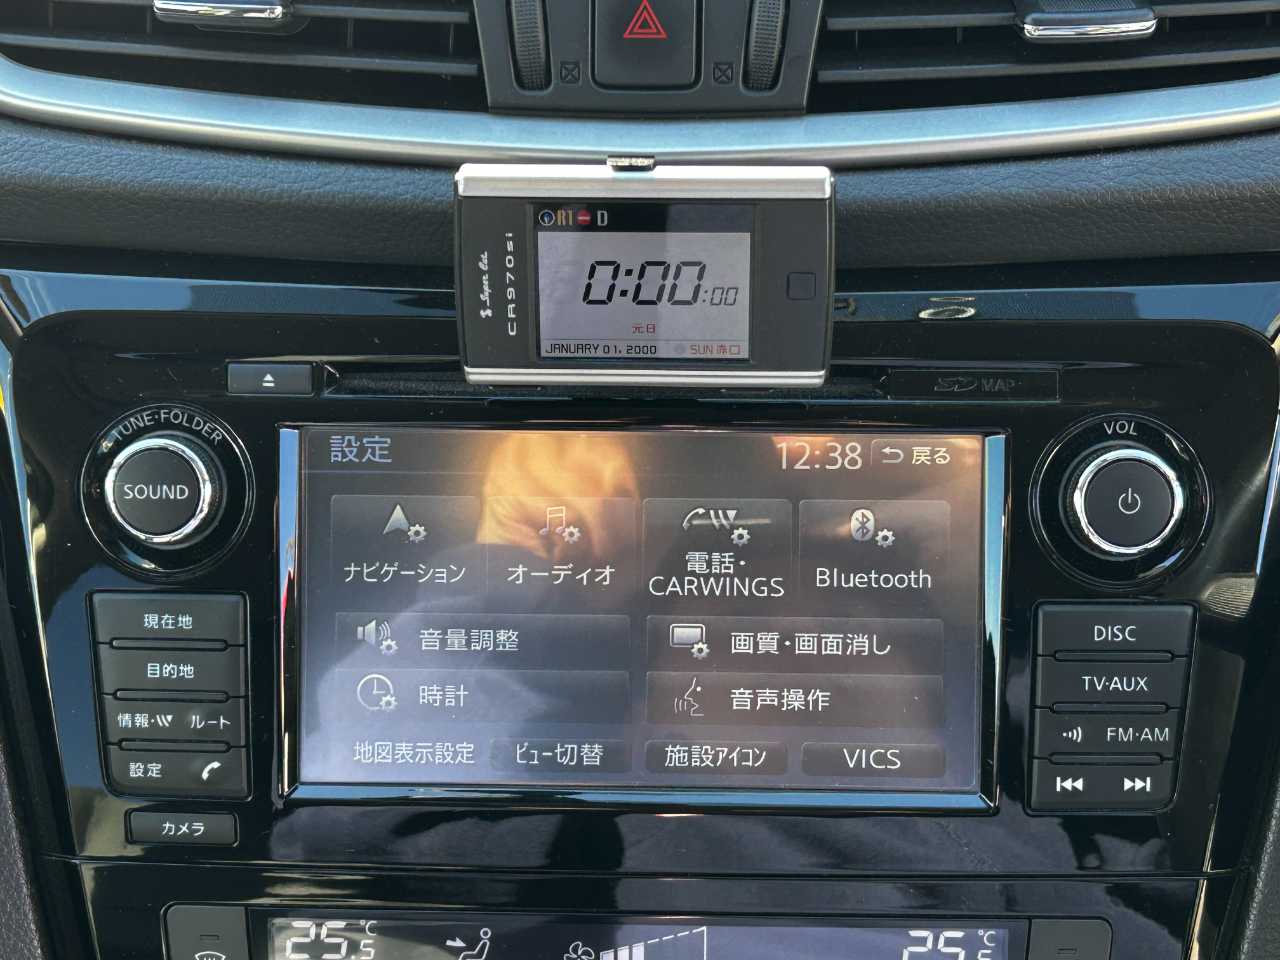 RT D
Super Cat
CR970si
0:00:00
元日
JANUARY 01, 2000 SUN 赤口
SD MAP
TUNE·FOLDER
SOUND
VOL
設定 12:38 戻る
ナビゲーション オーディオ 電話・CARWINGS Bluetooth
音量調整 画質・画面消し
時計 音声操作
地図表示設定 ビュー切替 施設アイコン VICS
現在地
目的地
情報・ ルート
設定
カメラ
DISC
TV·AUX
FM·AM
25.5 ℃
25.5 ℃